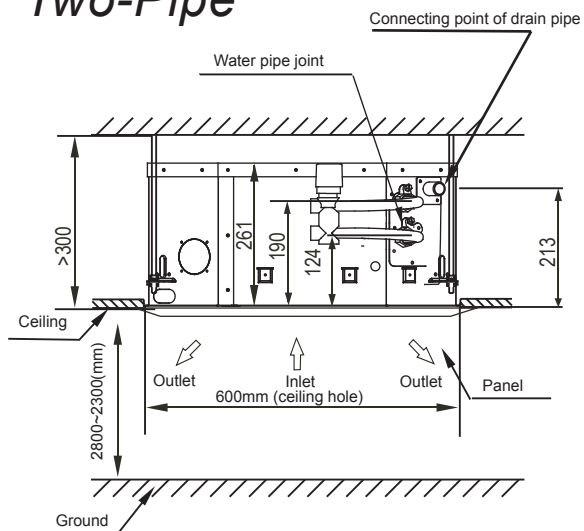 Two-Pipe
Connecting point of drain pipe
Water pipe joint
>300
261
190
124
213
Ceiling
Outlet
Inlet
Outlet
Panel
600mm (ceiling hole)
2800~2300(mm)
Ground